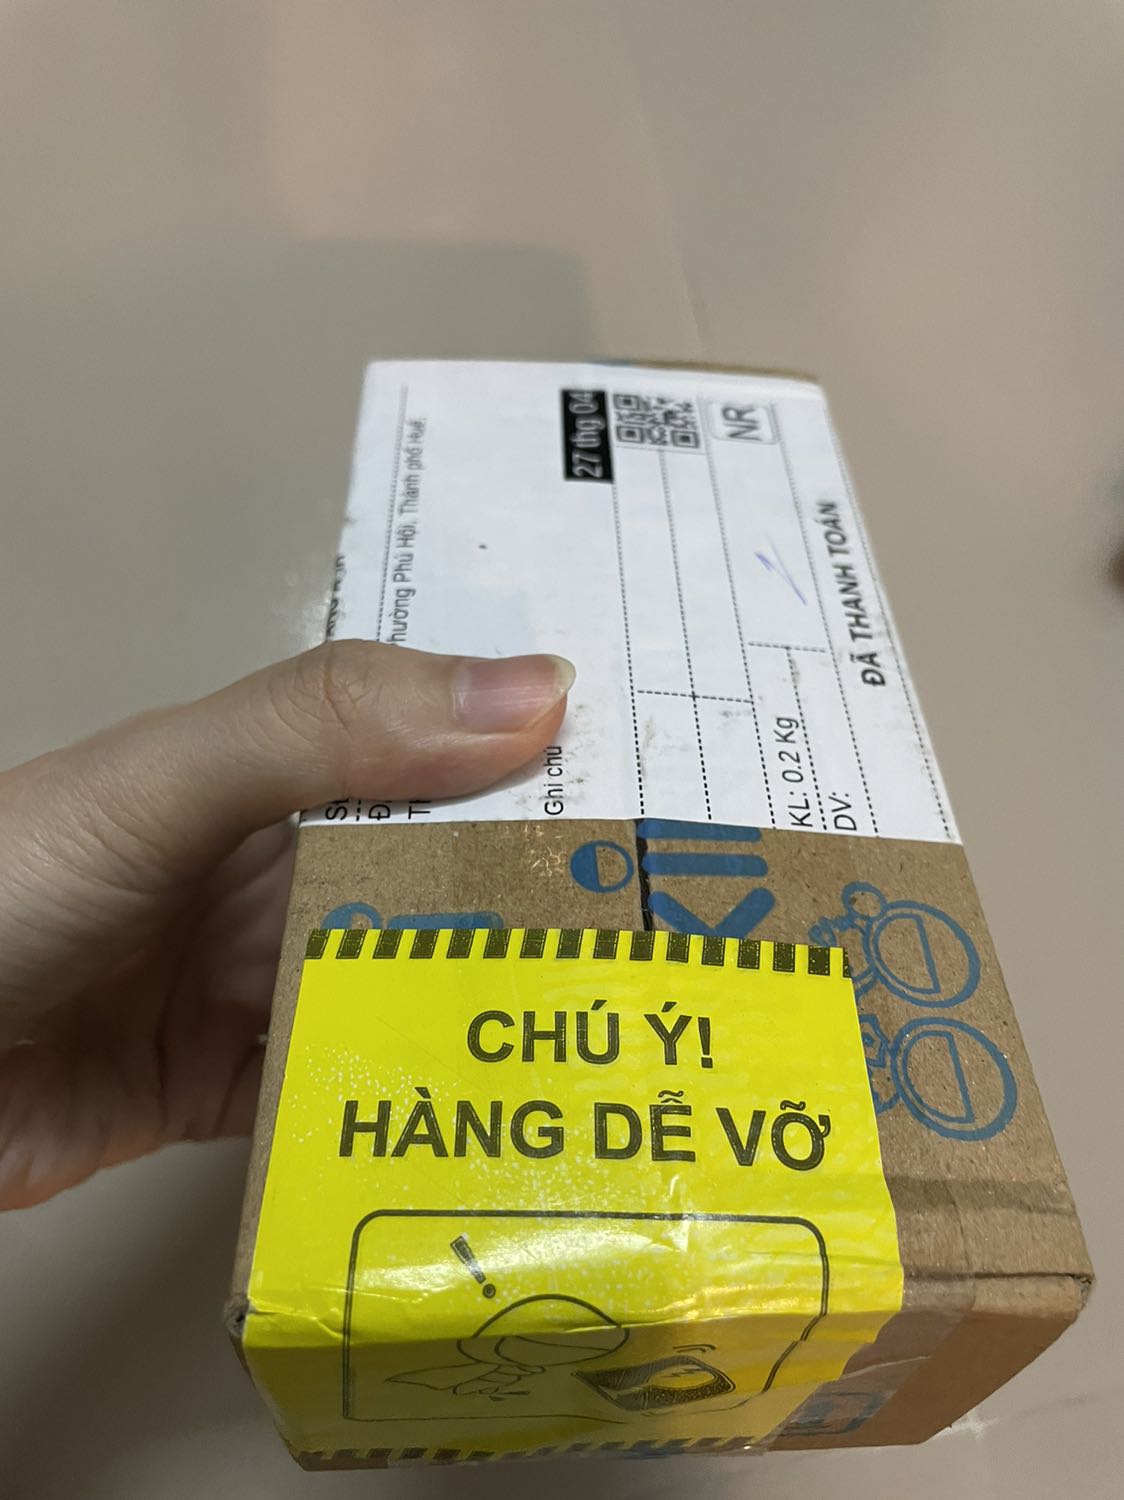 hường Phú Hội, Thành phố Huế,
Ghi chú
27 thg 04
NR
KL: 0.2 Kg
DV:
ĐÃ THANH TOÁN
CHÚ Ý!
HÀNG DỄ VỠ